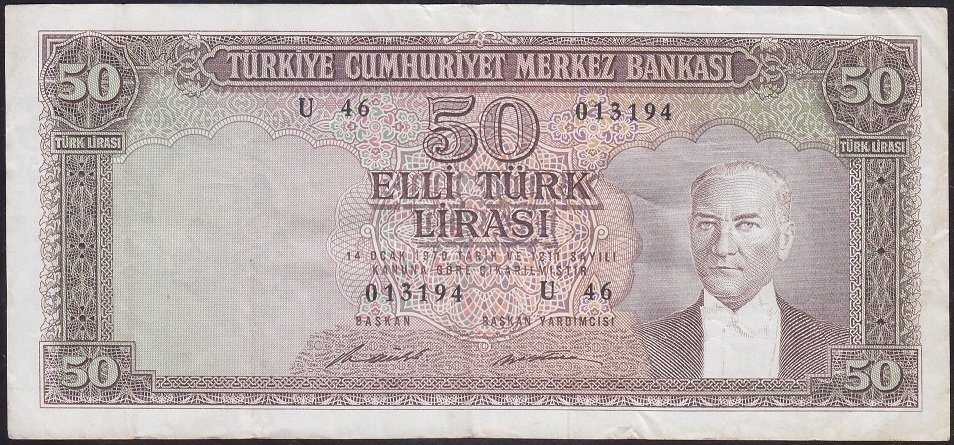 TÜRKİYE CUMHURİYET MERKEZ BANKASI
50 50
U 46 50 013194
TÜRK LİRASI TÜRK LİRASI
ELLİ TÜRK
LİRASI
14 OCAK 1970 TARİH VE 1211 SAYILI
KANUNA GÖRE ÇIKARILMIŞTIR
013194 U 46
BAŞKAN BAŞKAN YARDIMCISI
50 50